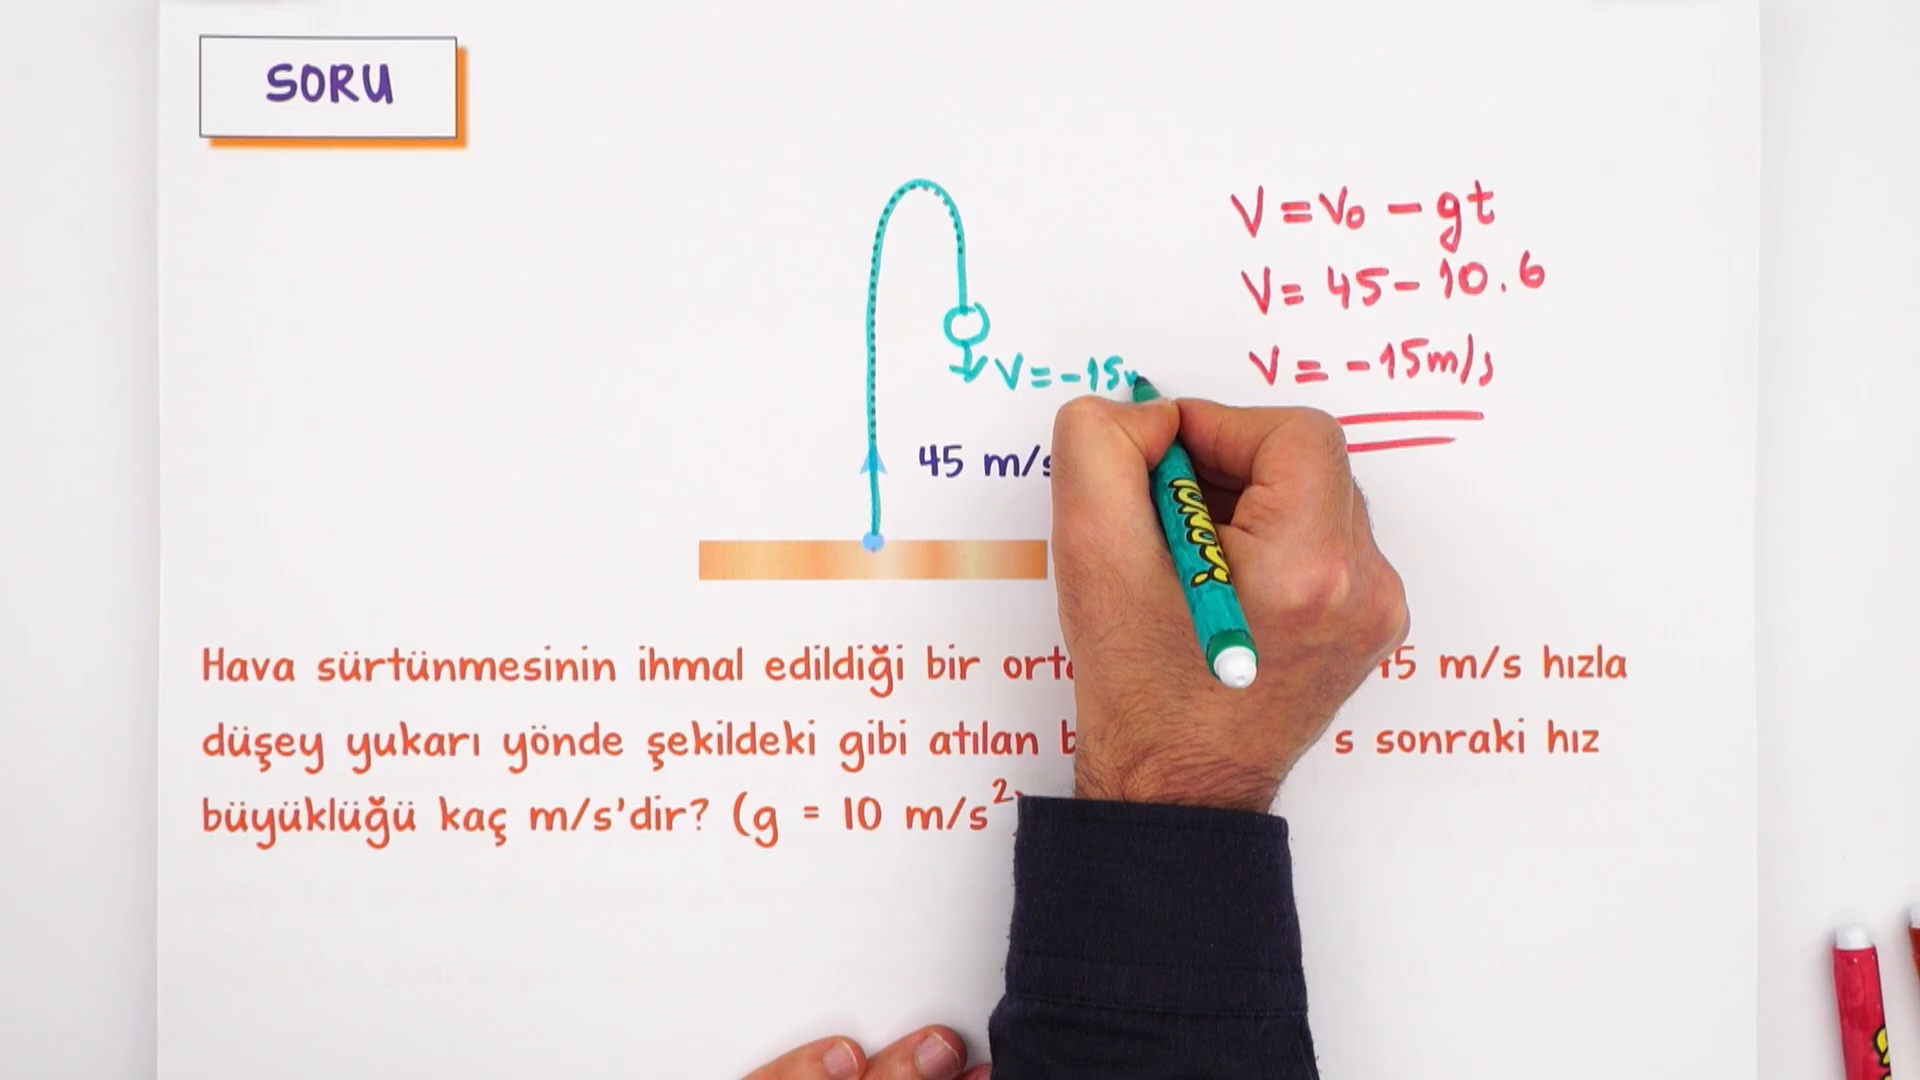 SORU
V = V₀ - gt
V = 45 - 10.6
V = -15m/s
V = -15
45 m/s
Hava sürtünmesinin ihmal edildiği bir 45 m/s hızla
düşey yukarı yönde şekildeki gibi atılan s sonraki hız
büyüklüğü kaç m/s'dir? (g = 10 m/s²)